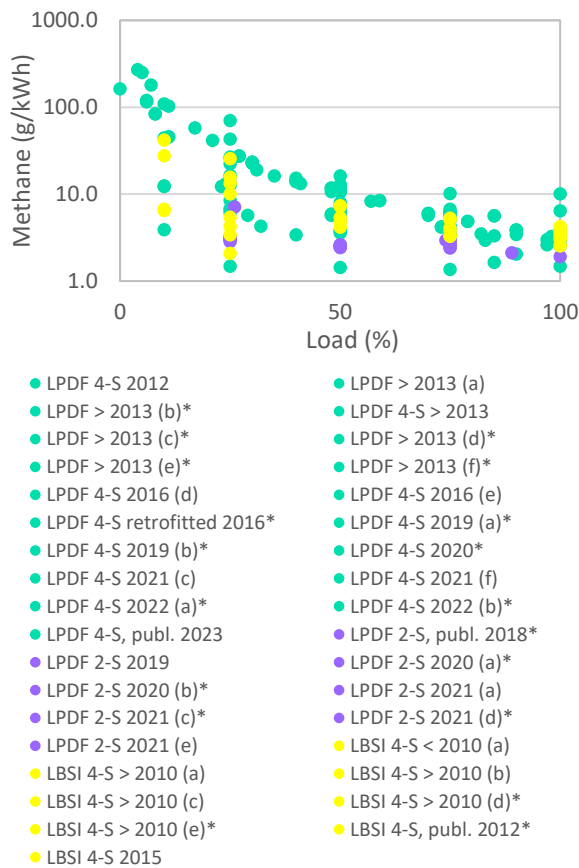 1000.0
100.0
10.0
1.0
Methane (g/kWh)
0 50 100
Load (%)
LPDF 4-S 2012 LPDF > 2013 (a)
LPDF > 2013 (b)* LPDF 4-S > 2013
LPDF > 2013 (c)* LPDF > 2013 (d)*
LPDF > 2013 (e)* LPDF > 2013 (f)*
LPDF 4-S 2016 (d) LPDF 4-S 2016 (e)
LPDF 4-S retrofitted 2016* LPDF 4-S 2019 (a)*
LPDF 4-S 2019 (b)* LPDF 4-S 2020*
LPDF 4-S 2021 (c) LPDF 4-S 2021 (f)
LPDF 4-S 2022 (a)* LPDF 4-S 2022 (b)*
LPDF 4-S, publ. 2023 LPDF 2-S, publ. 2018*
LPDF 2-S 2019 LPDF 2-S 2020 (a)*
LPDF 2-S 2020 (b)* LPDF 2-S 2021 (a)
LPDF 2-S 2021 (c)* LPDF 2-S 2021 (d)*
LPDF 2-S 2021 (e) LBSI 4-S < 2010 (a)
LBSI 4-S > 2010 (a) LBSI 4-S > 2010 (b)
LBSI 4-S > 2010 (c) LBSI 4-S > 2010 (d)*
LBSI 4-S > 2010 (e)* LBSI 4-S, publ. 2012*
LBSI 4-S 2015